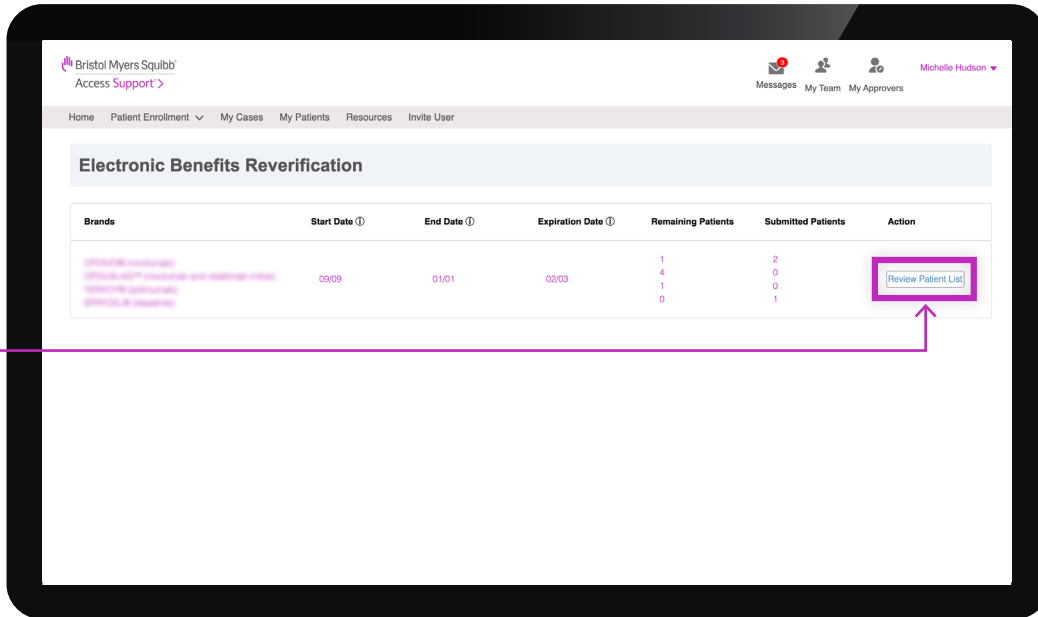 Bristol Myers Squibb®
Access Support®>
3
Messages My Team My Approvers
Michelle Hudson
Home Patient Enrollment My Cases My Patients Resources Invite User
Electronic Benefits Reverification
Brands Start Date ⓘ End Date ⓘ Expiration Date ⓘ Remaining Patients Submitted Patients Action
09/09 01/01 02/03
1 2
4 0
1 0
0 1
Review Patient List